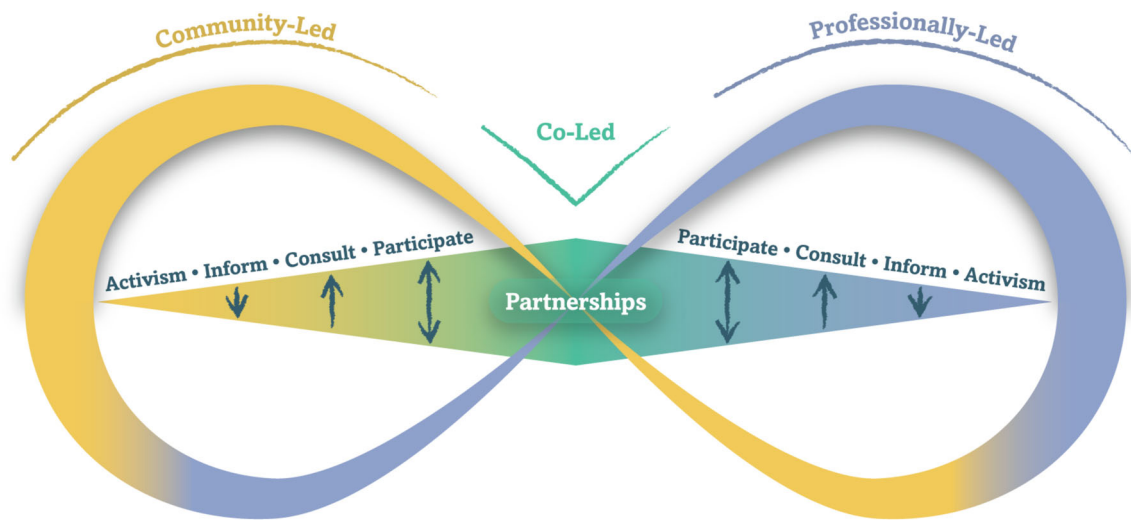 Community-Led
Professionally-Led
Co-Led
Activism • Inform • Consult • Participate
Participate • Consult • Inform • Activism
Partnerships